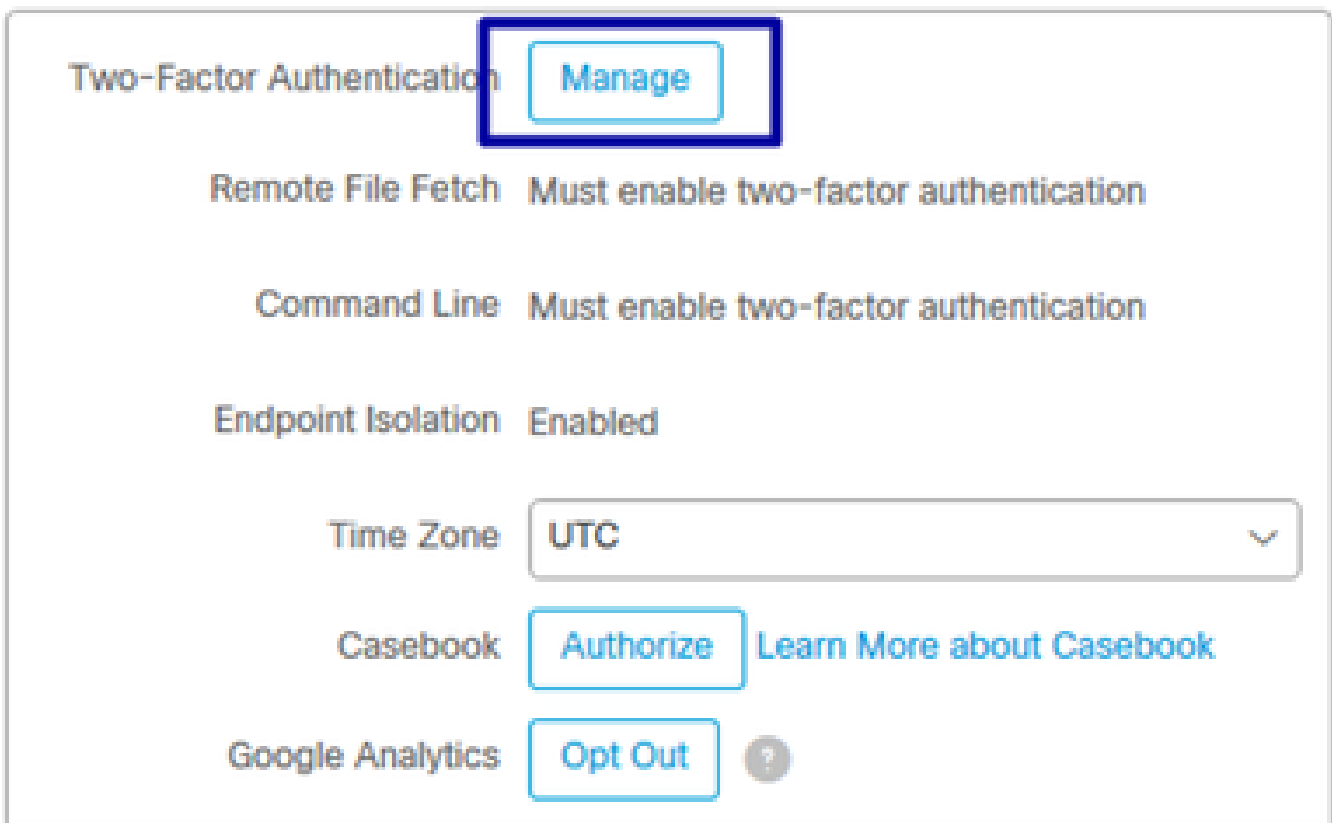 Two-Factor Authentication Manage
Remote File Fetch Must enable two-factor authentication
Command Line Must enable two-factor authentication
Endpoint Isolation Enabled
Time Zone UTC
Casebook Authorize Learn More about Casebook
Google Analytics Opt Out ?